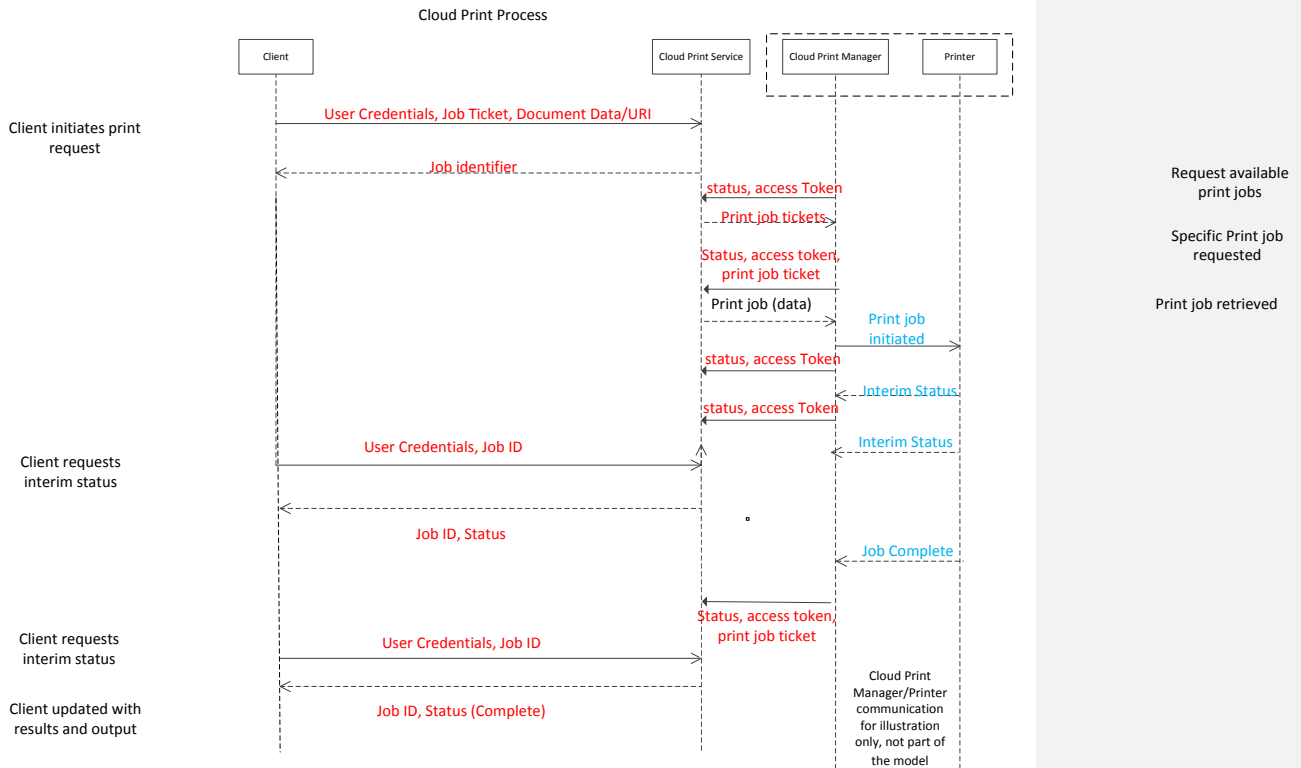 Cloud Print Process
Client
Cloud Print Service
Cloud Print Manager
Printer
User Credentials, Job Ticket, Document Data/URI
Client initiates print
request
Job identifier
Request available
print jobs
status, access Token
Print job tickets
Specific Print job
requested
Status, access token,
print job ticket
Print job (data)
Print job retrieved
Print job
initiated
status, access Token
Interim Status
status, access Token
User Credentials, Job ID
Interim Status
Client requests
interim status
Job ID, Status
Job Complete
Status, access token,
print job ticket
Client requests
interim status
User Credentials, Job ID
Client updated with
results and output
Job ID, Status (Complete)
Cloud Print
Manager/Printer
communication
for illustration
only, not part of
the model